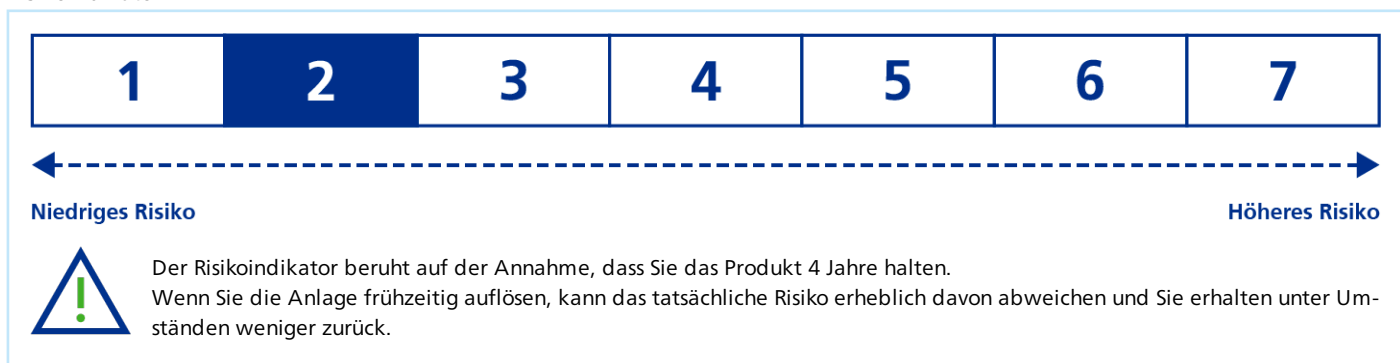 1 2 3 4 5 6 7
Niedriges Risiko Höheres Risiko
Der Risikoindikator beruht auf der Annahme, dass Sie das Produkt 4 Jahre halten.
Wenn Sie die Anlage frühzeitig auflösen, kann das tatsächliche Risiko erheblich davon abweichen und Sie erhalten unter Um-
ständen weniger zurück.